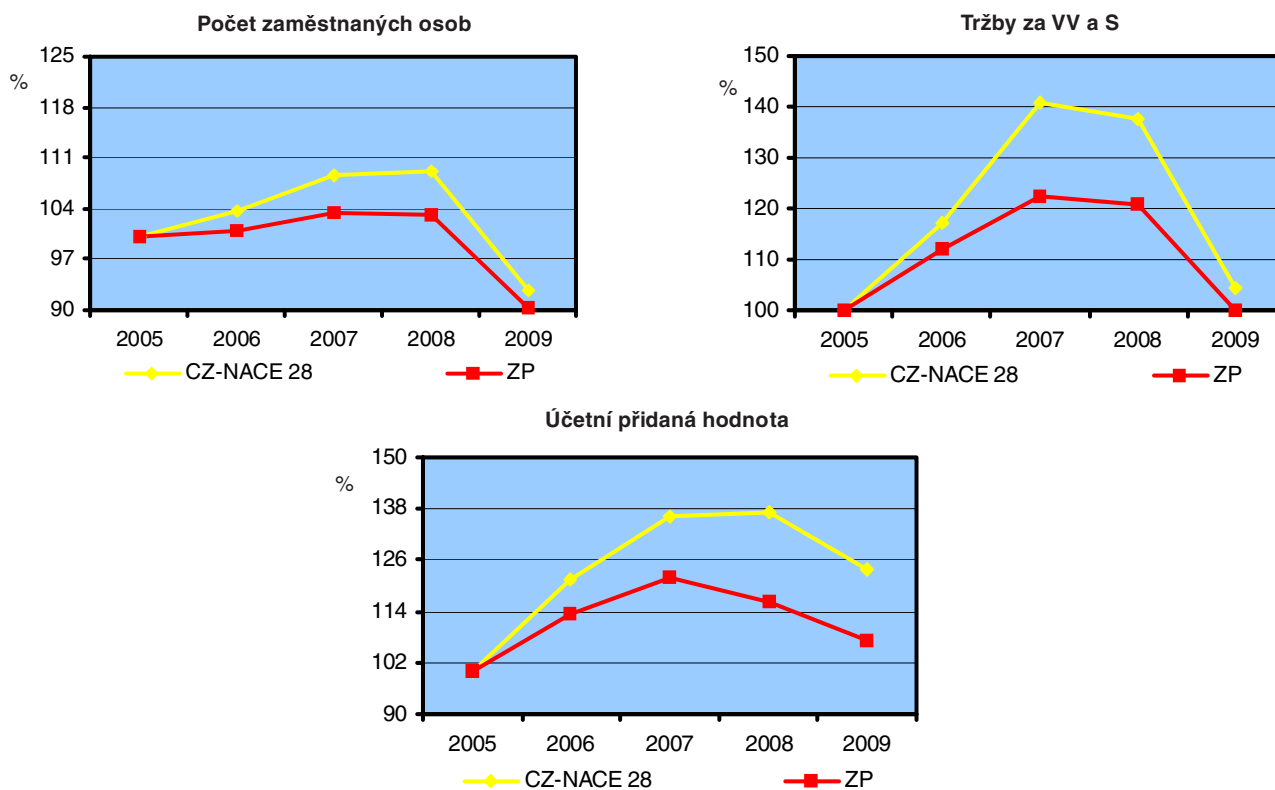 Počet zaměstnaných osob
%
125
118
111
104
97
90
2005 2006 2007 2008 2009
CZ-NACE 28 ZP
Tržby za VV a S
%
150
140
130
120
110
100
2005 2006 2007 2008 2009
CZ-NACE 28 ZP
Účetní přidaná hodnota
%
150
138
126
114
102
90
2005 2006 2007 2008 2009
CZ-NACE 28 ZP